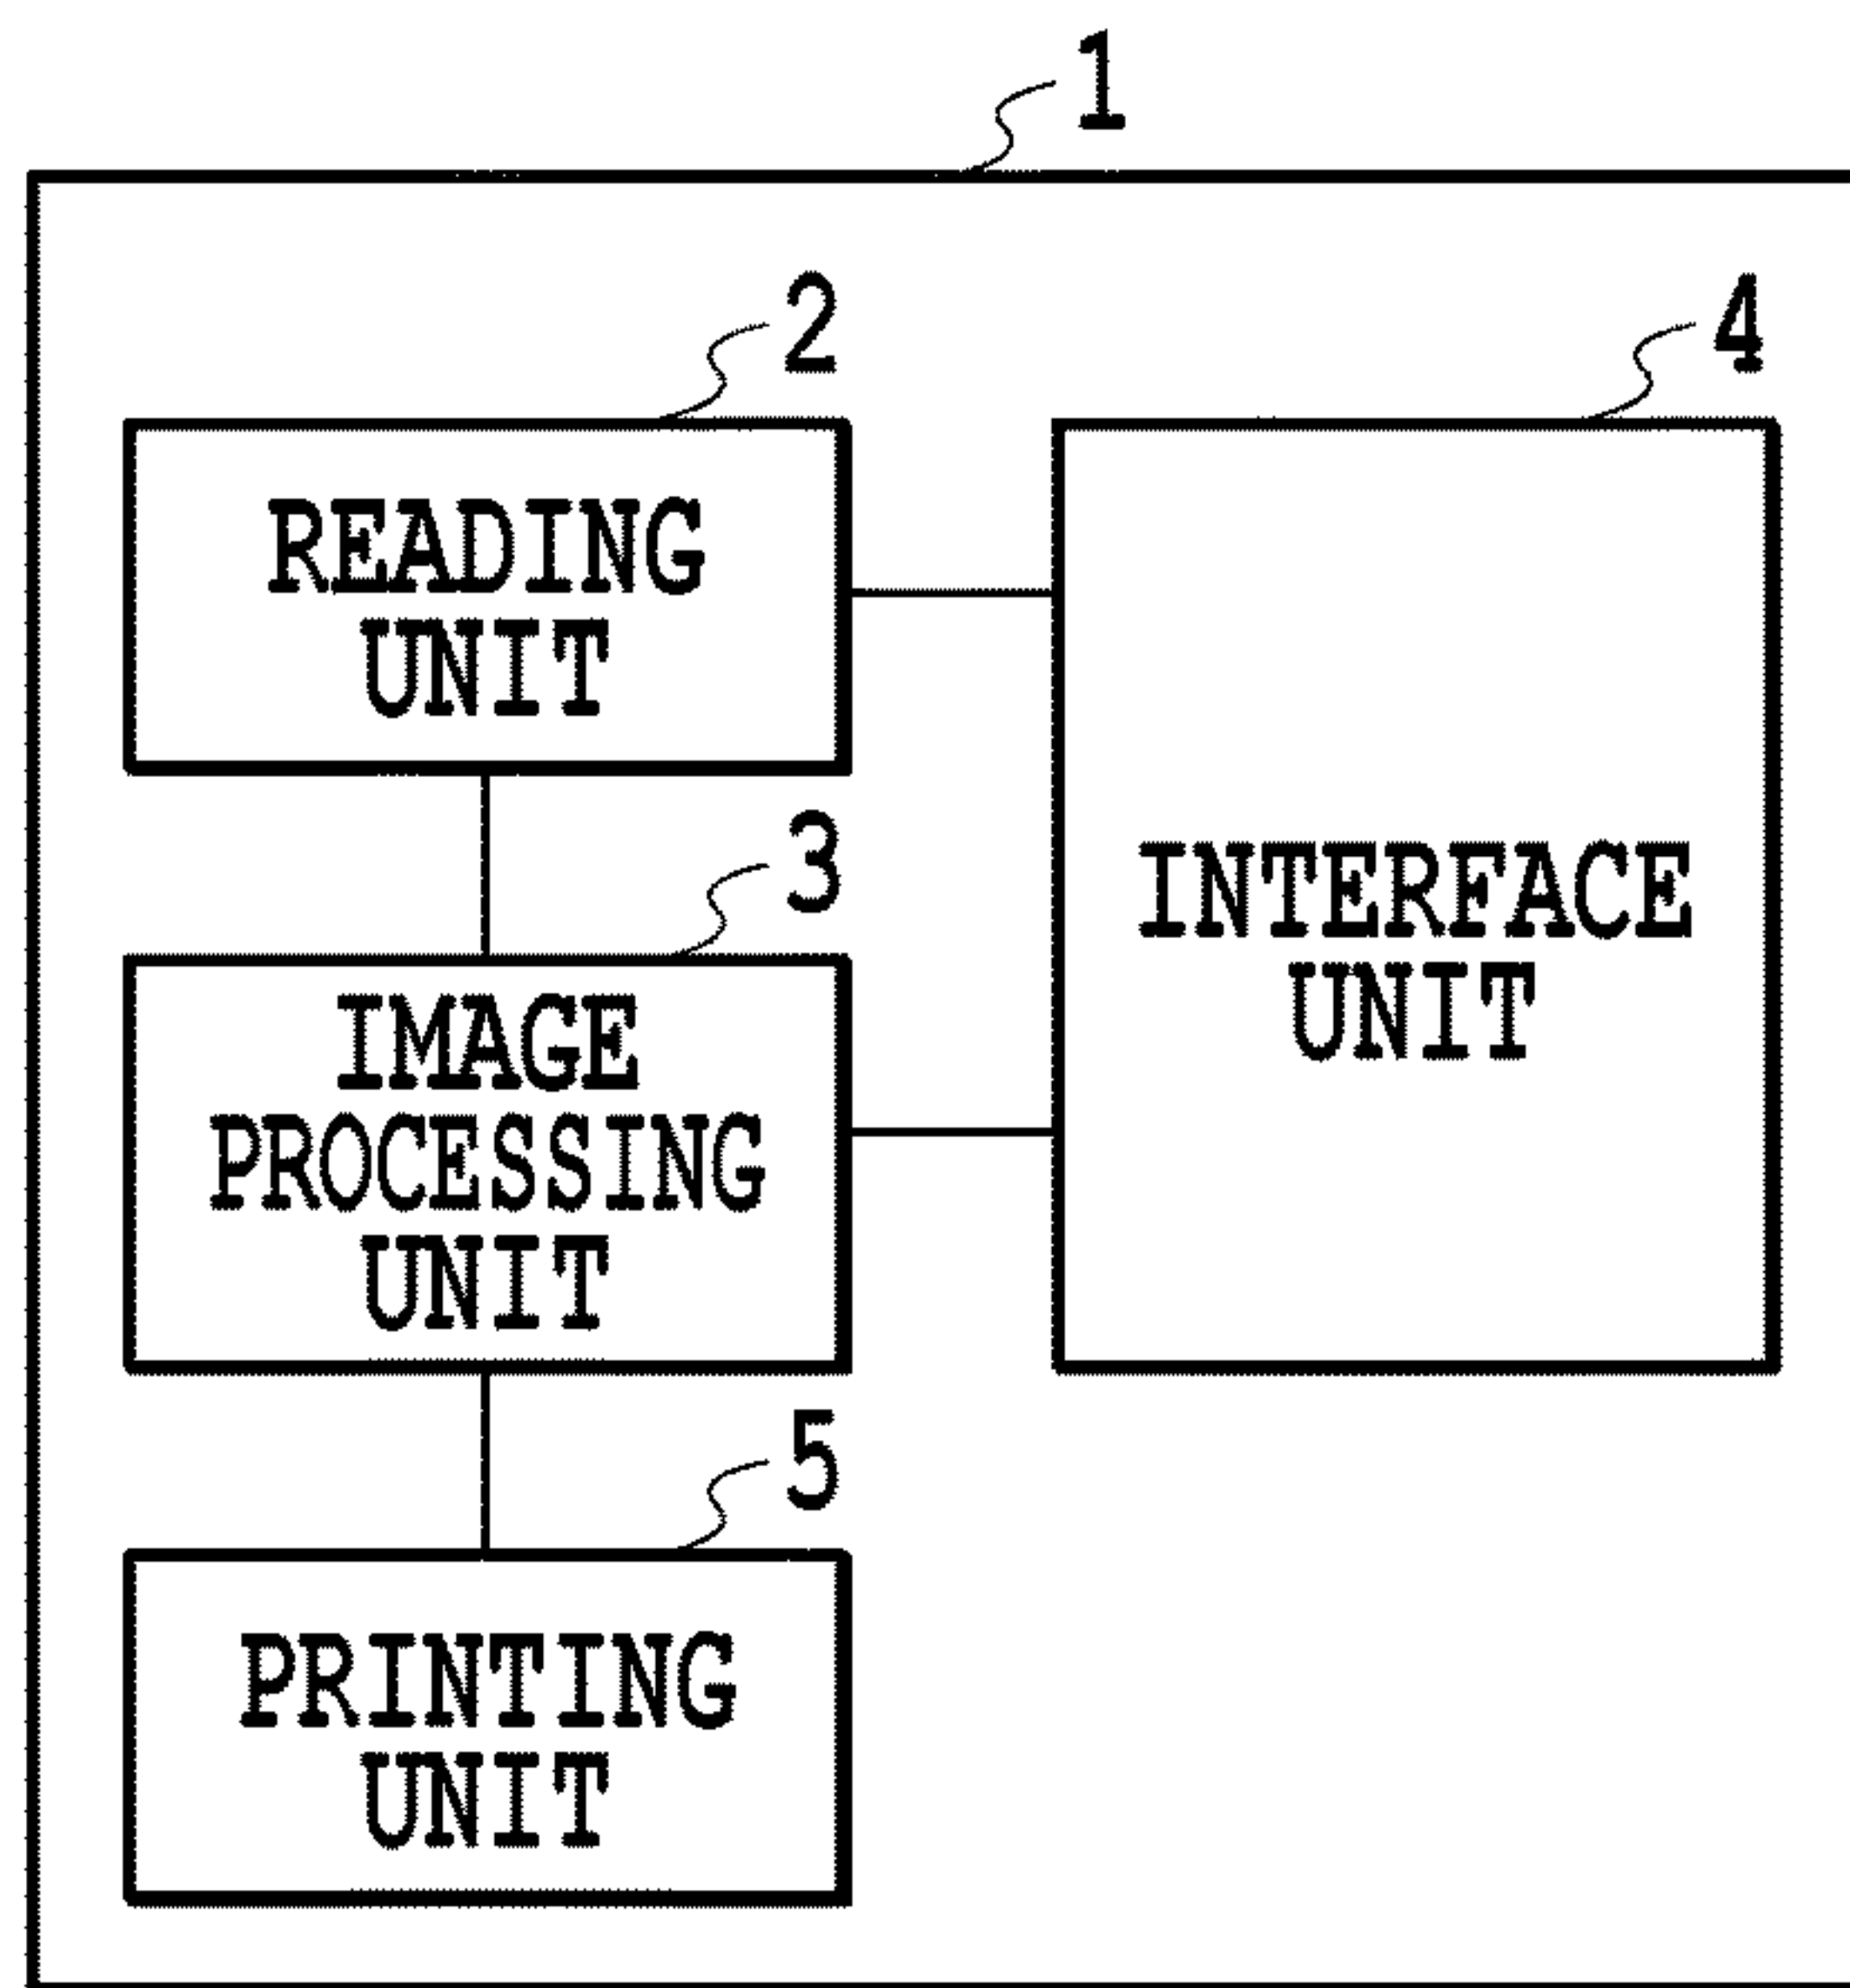 1
2
4
READING
UNIT
3
INTERFACE
UNIT
IMAGE
PROCESSING
UNIT
5
PRINTING
UNIT